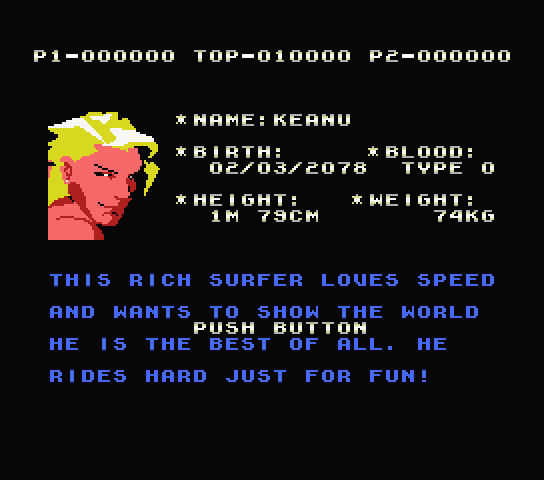 P1-000000 TOP-010000 P2-000000
*NAME:KEANU
*BIRTH: *BLOOD:
02/03/2078 TYPE O
*HEIGHT: *WEIGHT:
1M 79CM 74KG
THIS RICH SURFER LOVES SPEED
AND WANTS TO SHOW THE WORLD
PUSH BUTTON
HE IS THE BEST OF ALL. HE
RIDES HARD JUST FOR FUN!